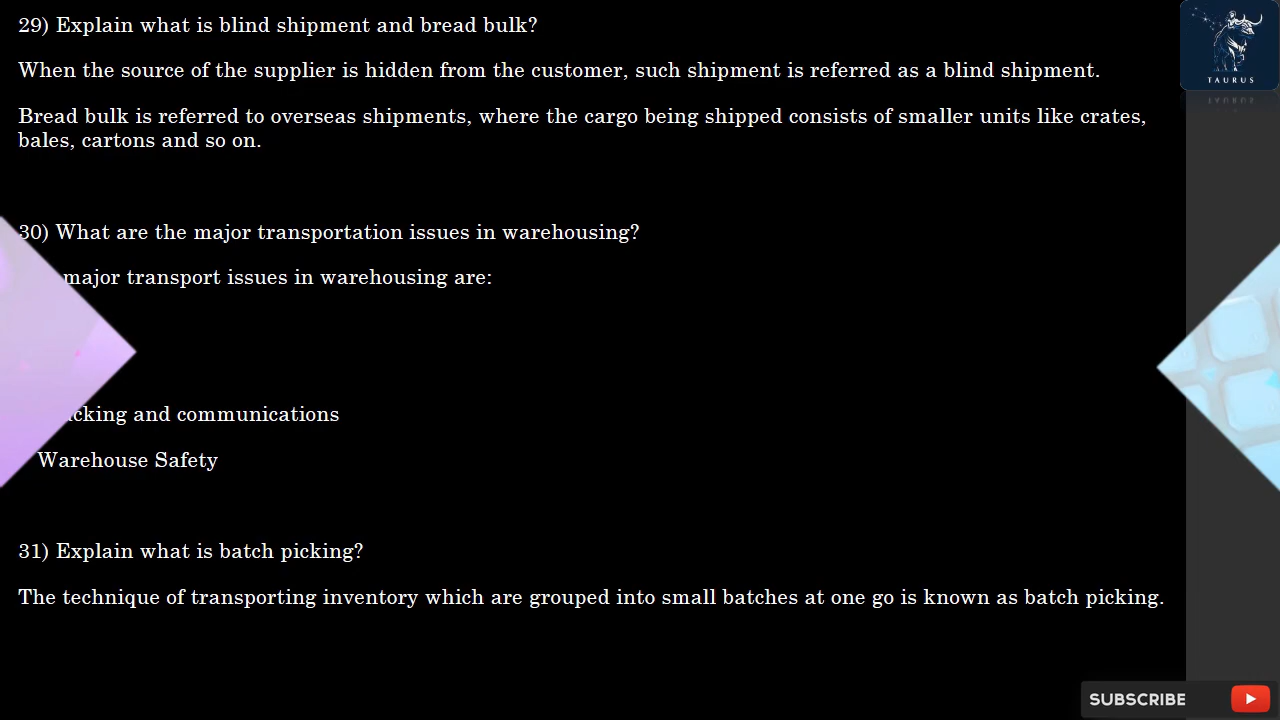 29) Explain what is blind shipment and bread bulk?
When the source of the supplier is hidden from the customer, such shipment is referred as a blind shipment.
Bread bulk is referred to overseas shipments, where the cargo being shipped consists of smaller units like crates,
bales, cartons and so on.
30) What are the major transportation issues in warehousing?
major transport issues in warehousing are:
cking and communications
Warehouse Safety
31) Explain what is batch picking?
The technique of transporting inventory which are grouped into small batches at one go is known as batch picking.
TAURUS
SUBSCRIBE